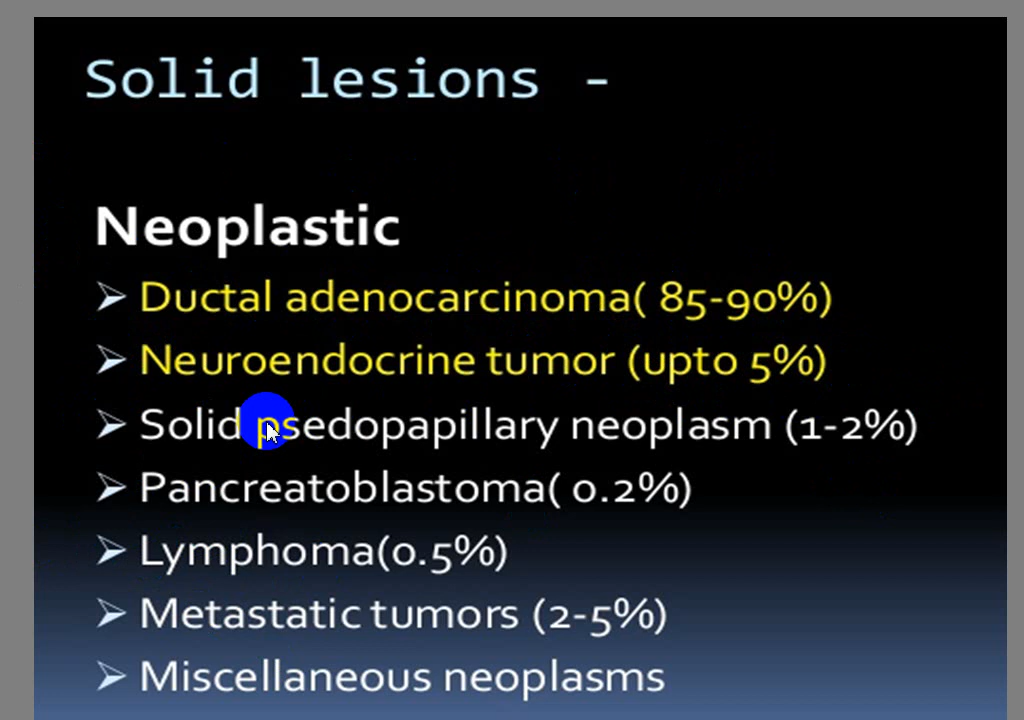 Solid lesions -
Neoplastic
➢ Ductal adenocarcinoma( 85-90%)
➢ Neuroendocrine tumor (upto 5%)
➢ Solid psedopapillary neoplasm (1-2%)
➢ Pancreatoblastoma( 0.2%)
➢ Lymphoma(0.5%)
➢ Metastatic tumors (2-5%)
➢ Miscellaneous neoplasms